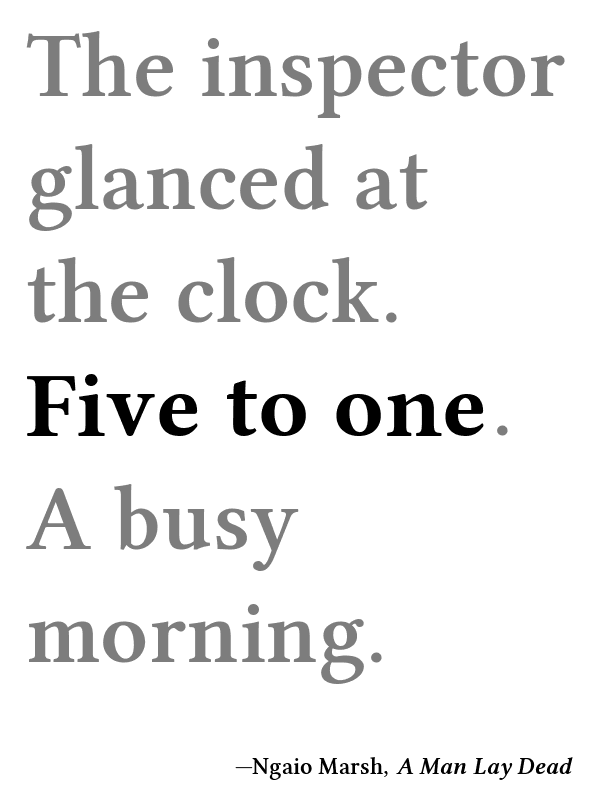 The inspector
glanced at
the clock.
Five to one.
A busy
morning.
—Ngaio Marsh, A Man Lay Dead